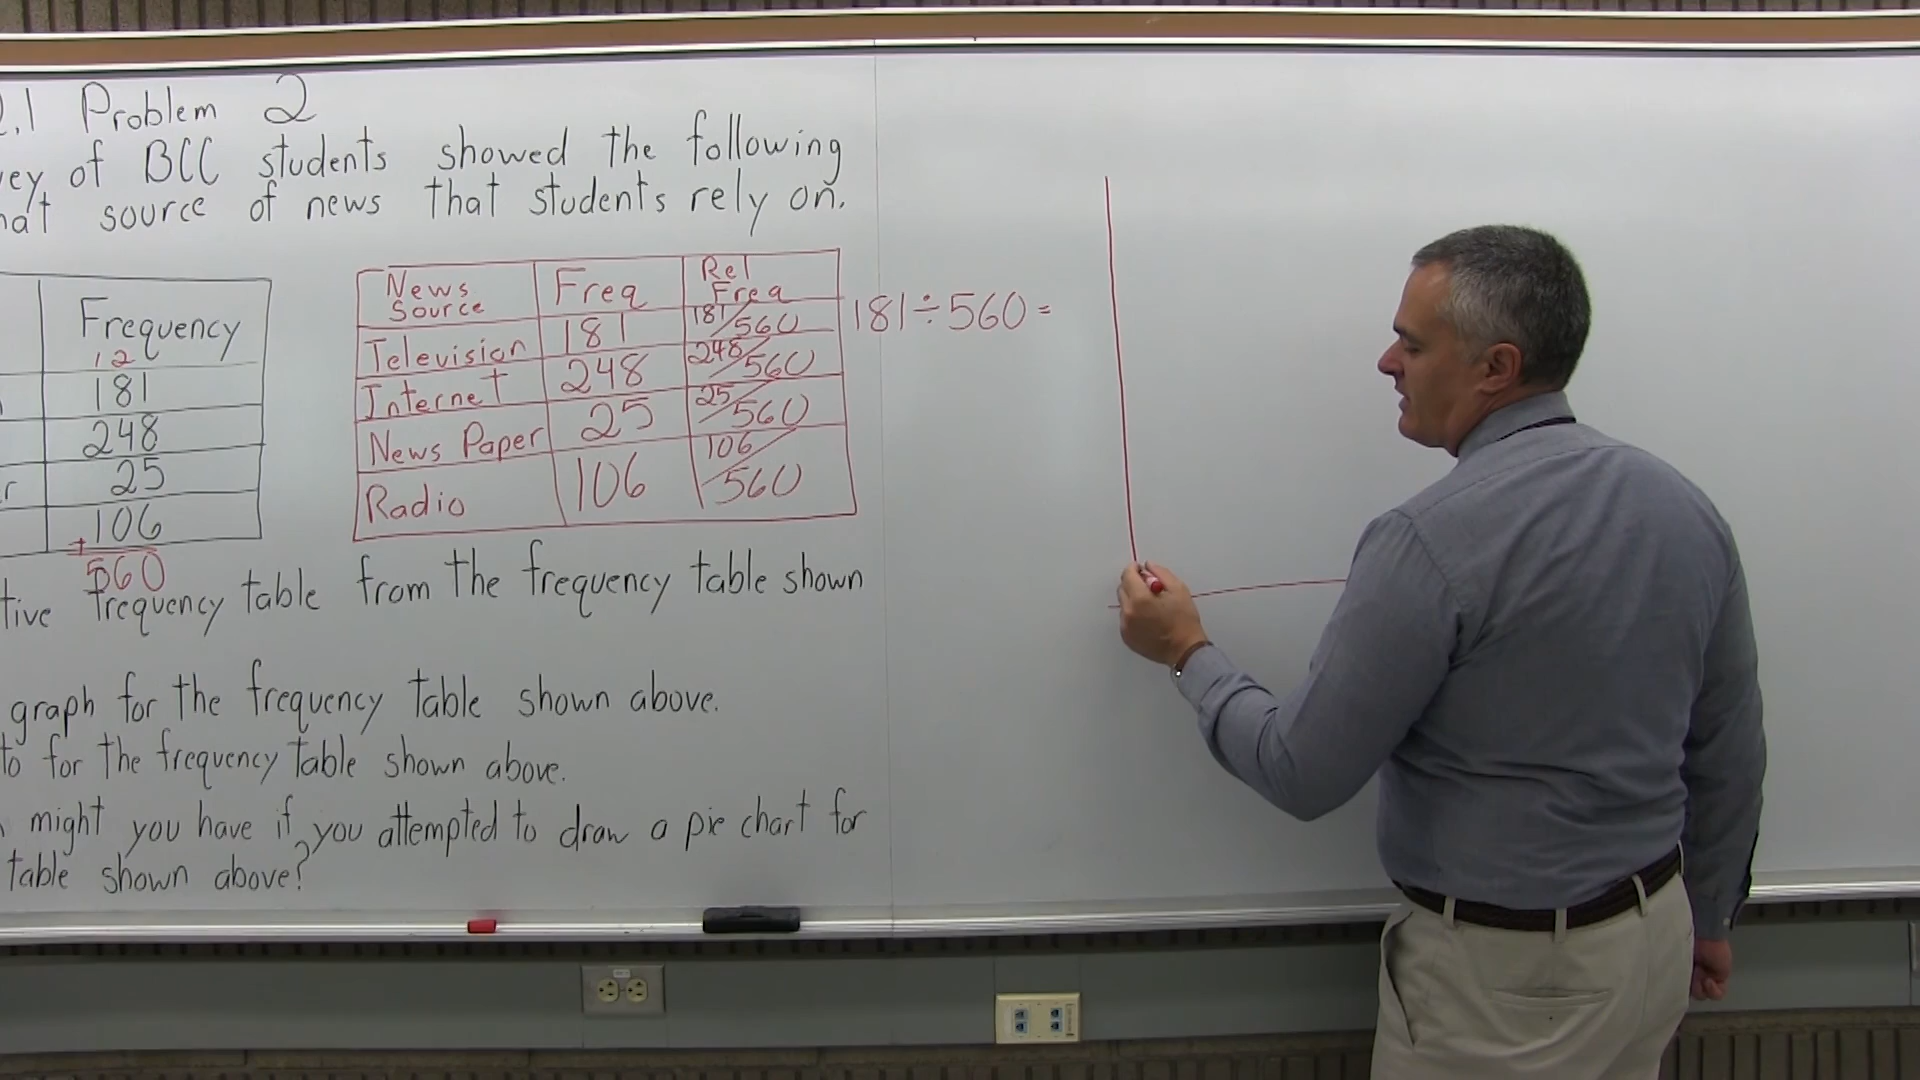 2.1 Problem 2
vey of BCC students showed the following
hat source of news that students rely on.
Frequency
12
181
248
25
r
+106
560
News Source Freq Rel Freq
Television 181 181/560
Internet 248 248/560
News Paper 25 25/560
Radio 106 106/560
181÷560=
tive frequency table from the frequency table shown
graph for the frequency table shown above.
to for the frequency table shown above.
might you have if you attempted to draw a pie chart for
table shown above?